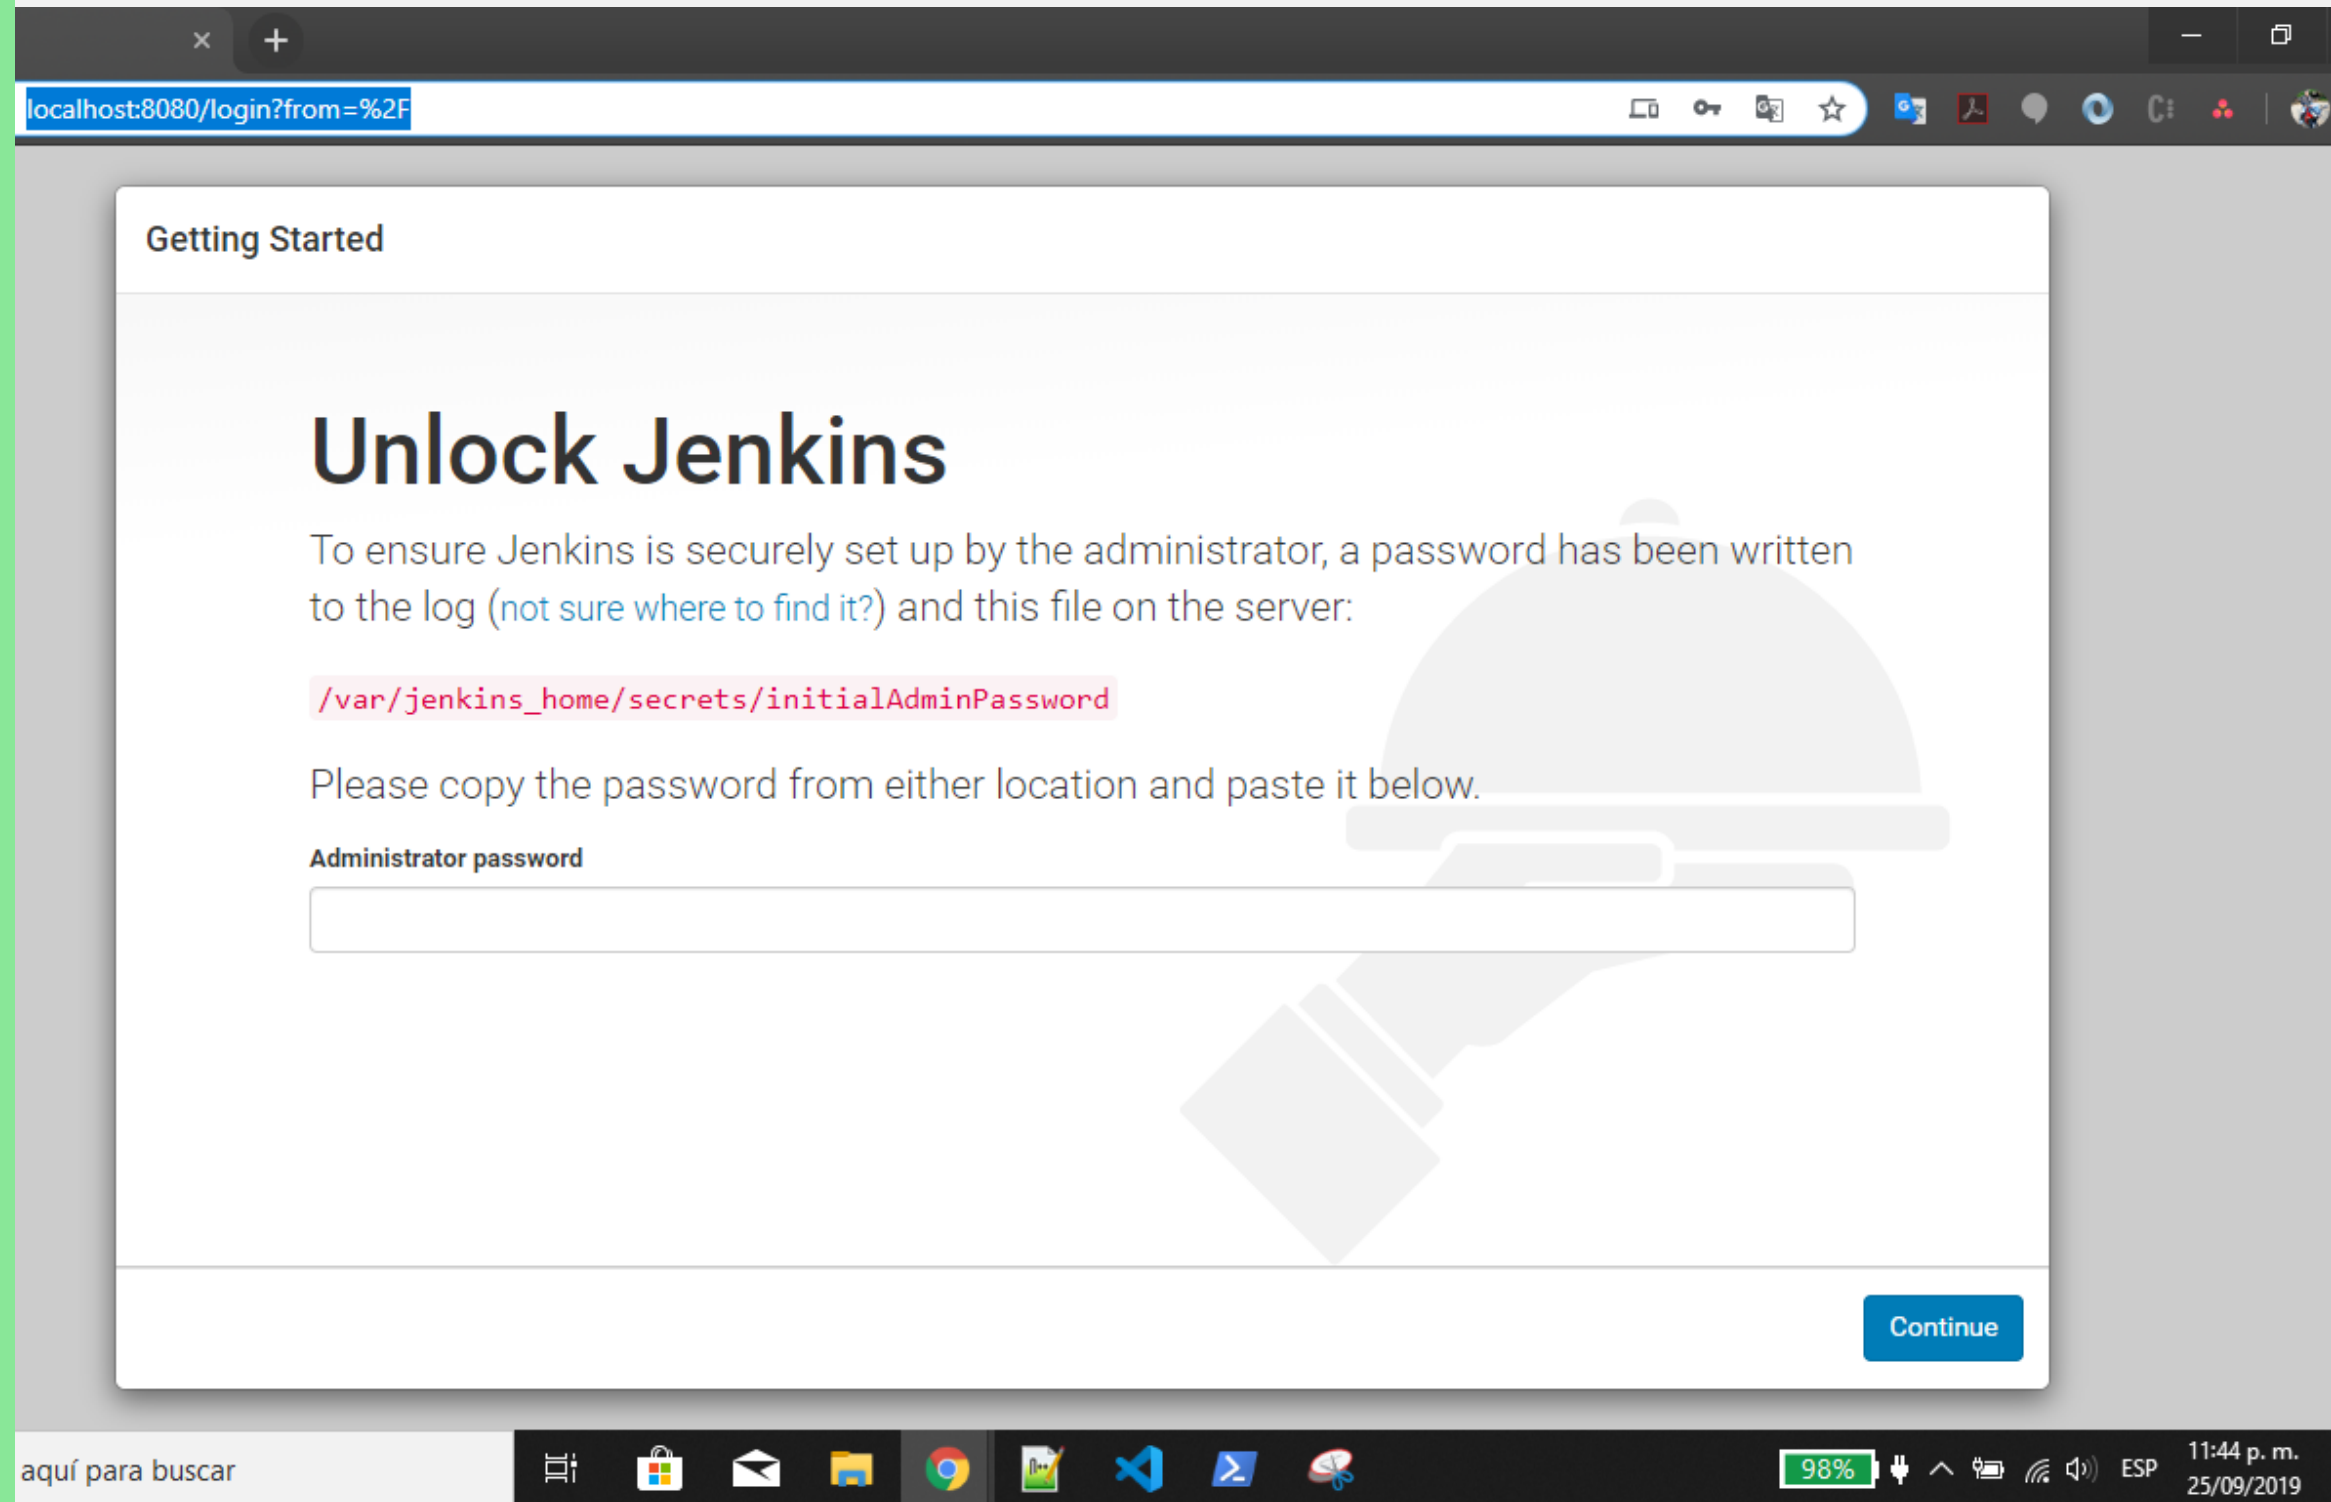 localhost:8080/login?from=%2F
Getting Started
Unlock Jenkins
To ensure Jenkins is securely set up by the administrator, a password has been written
to the log (not sure where to find it?) and this file on the server:
/var/jenkins_home/secrets/initialAdminPassword
Please copy the password from either location and paste it below.
Administrator password
Continue
aquí para buscar
98%
ESP
11:44 p. m.
25/09/2019